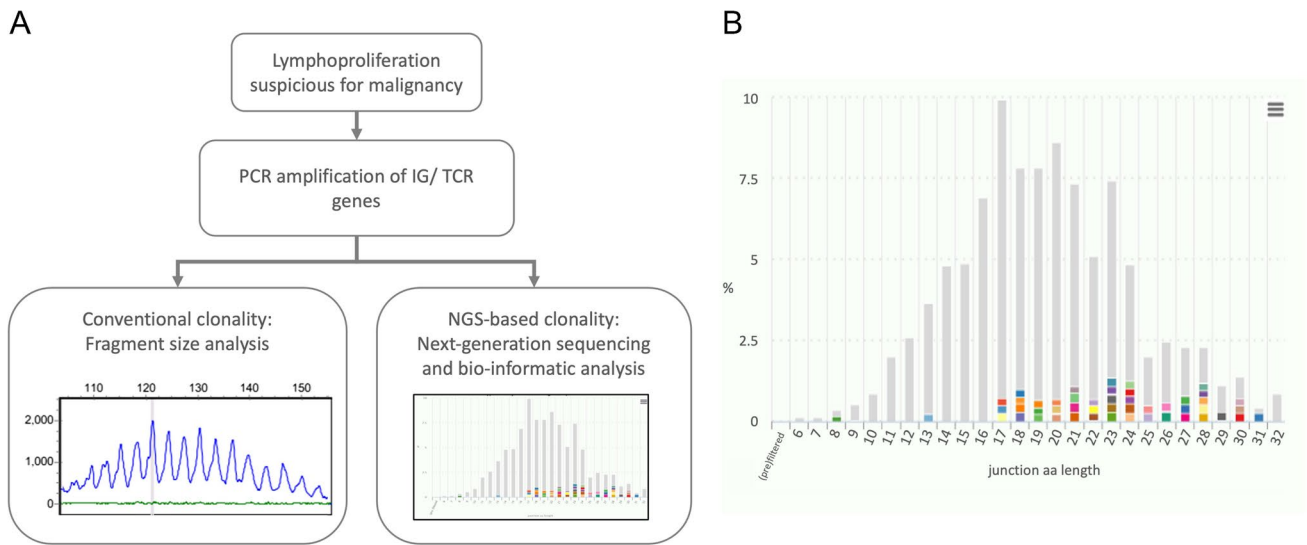 A
Lymphoproliferation
suspicious for malignancy
PCR amplification of IG/ TCR
genes
Conventional clonality:
Fragment size analysis
110 120 130 140 150
2,000
1,000
0
NGS-based clonality:
Next-generation sequencing
and bio-informatic analysis
B
10
7.5
5
%
2.5
0
(pre)filtered 6 7 8 9 10 11 12 13 14 15 16 17 18 19 20 21 22 23 24 25 26 27 28 29 30 31 32
junction aa length